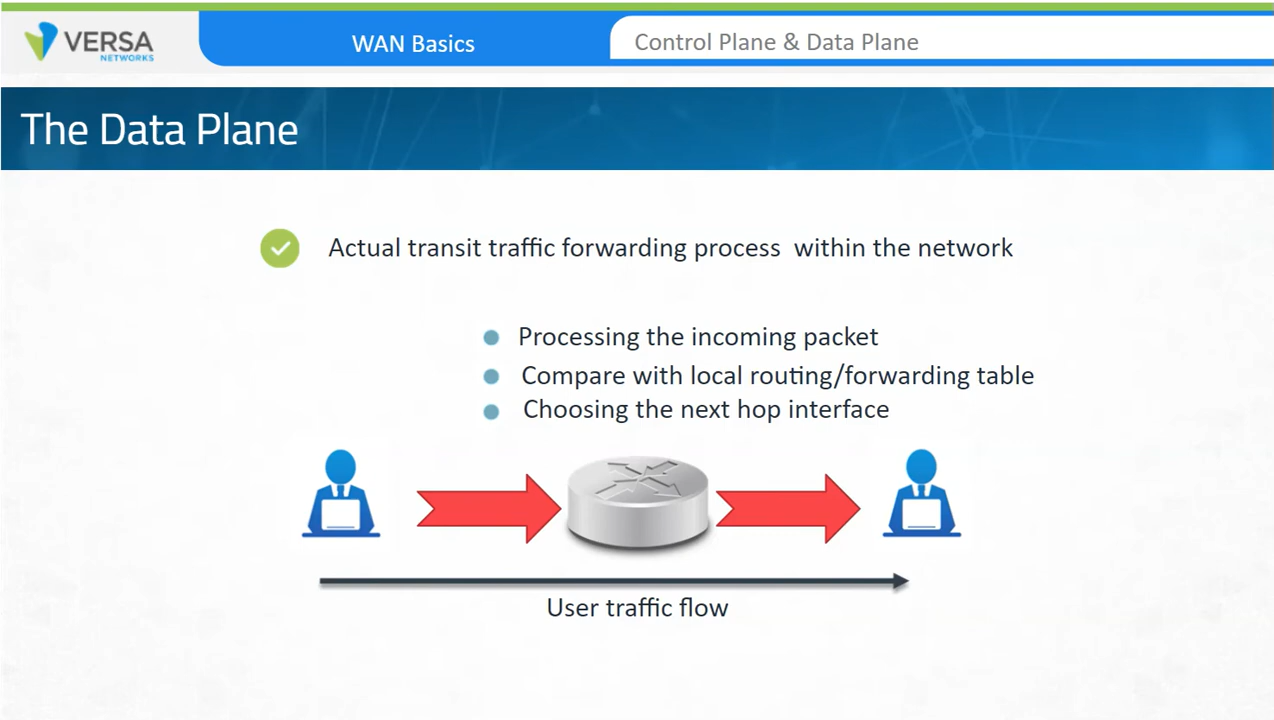 VERSA
NETWORKS
WAN Basics
Control Plane & Data Plane
The Data Plane
Actual transit traffic forwarding process  within the network
Processing the incoming packet
Compare with local routing/forwarding table
Choosing the next hop interface
User traffic flow